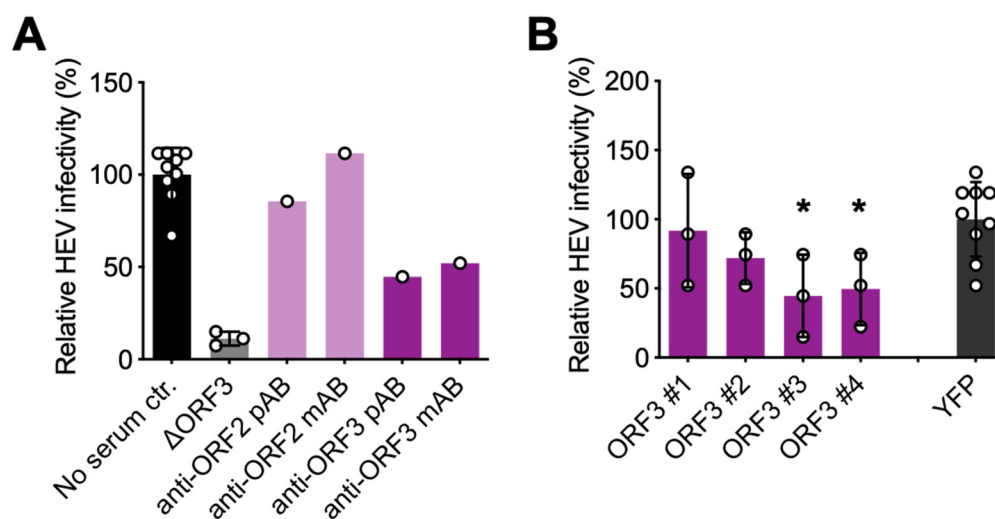 A
Relative HEV infectivity (%)
150
100
50
0
No serum ctr.
ΔORF3
anti-ORF2 pAB
anti-ORF2 mAB
anti-ORF3 pAB
anti-ORF3 mAB
B
Relative HEV infectivity (%)
200
150
100
50
0
*
*
ORF3 #1
ORF3 #2
ORF3 #3
ORF3 #4
YFP